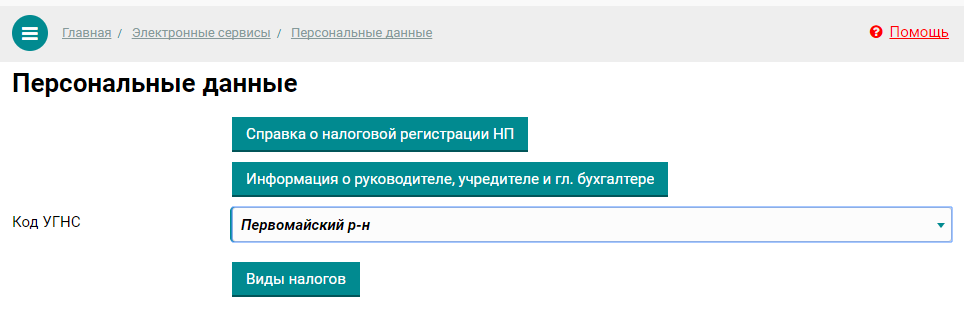 Главная / Электронные сервисы / Персональные данные
Помощь
Персональные данные
Справка о налоговой регистрации НП
Информация о руководителе, учредителе и гл. бухгалтере
Код УГНС
Первомайский р-н
Виды налогов